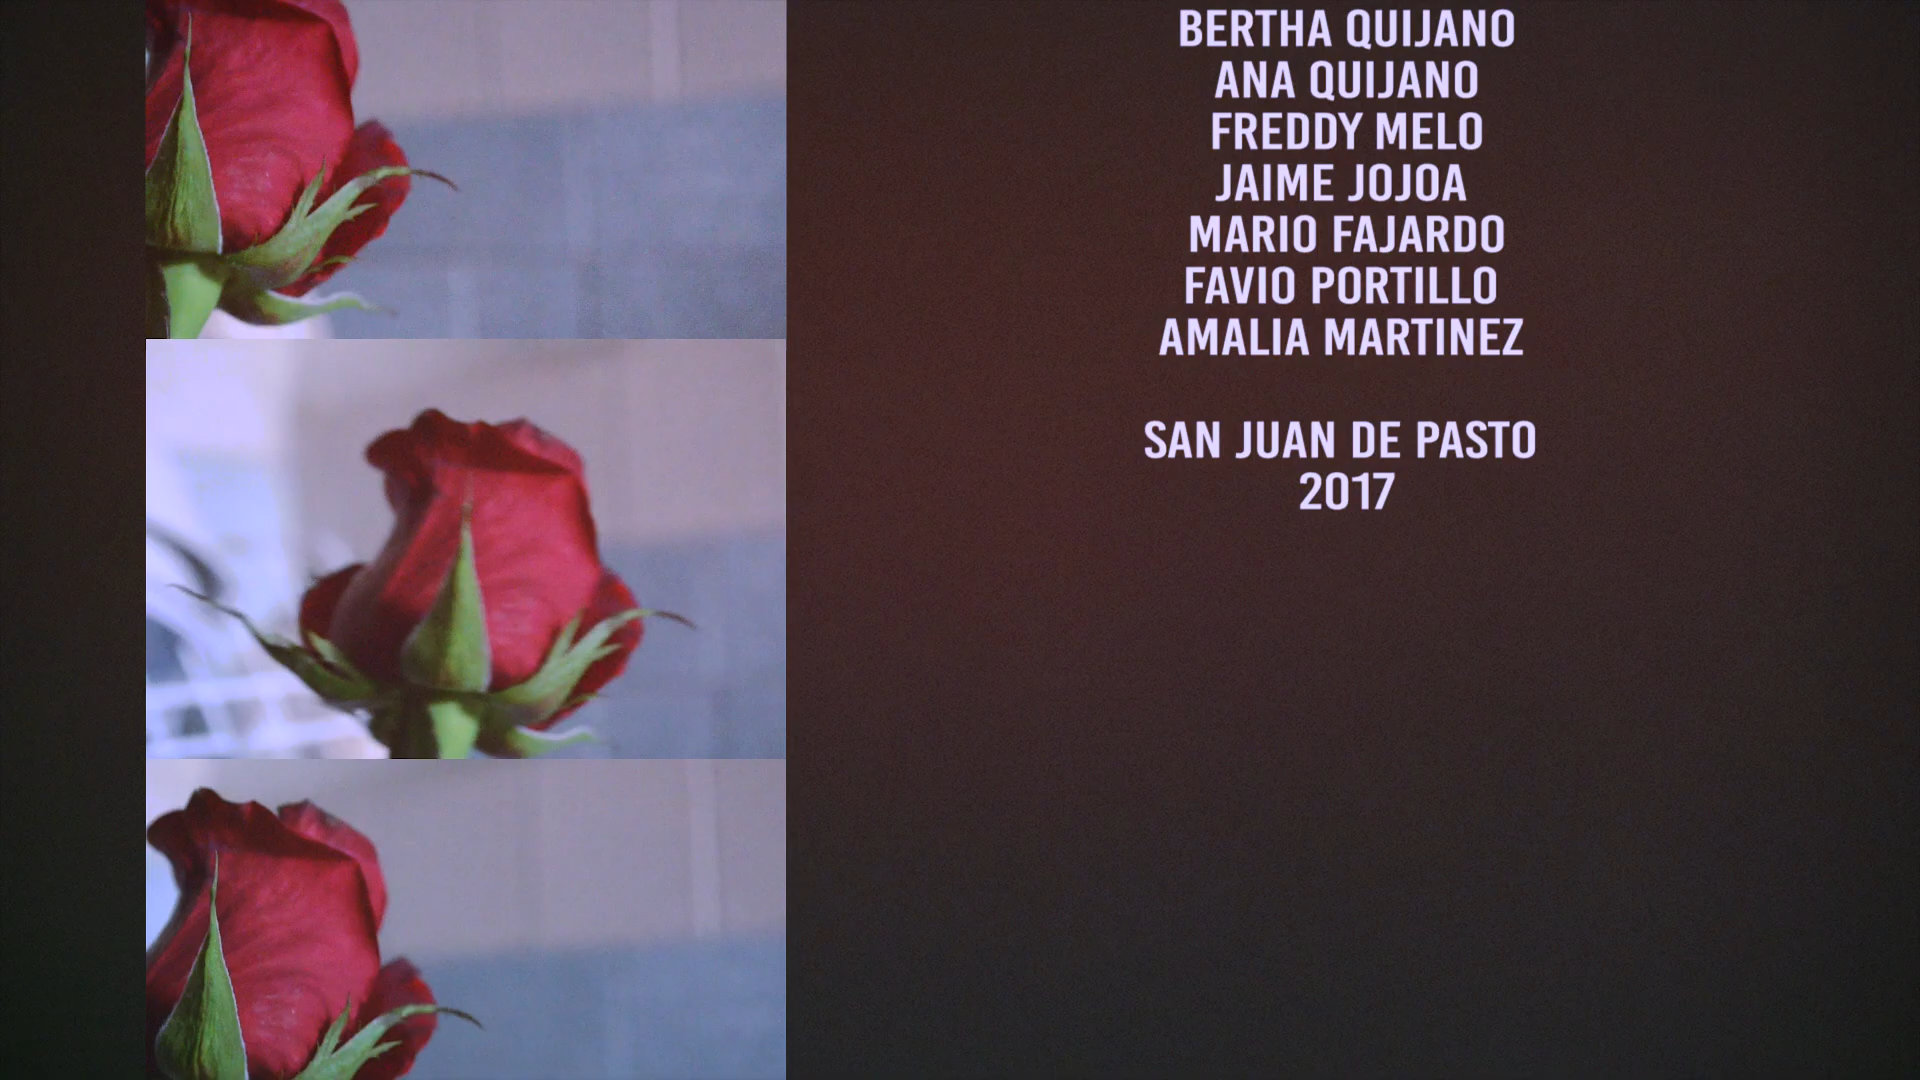 BERTHA QUIJANO
ANA QUIJANO
FREDDY MELO
JAIME JOJOA
MARIO FAJARDO
FAVIO PORTILLO
AMALIA MARTINEZ
SAN JUAN DE PASTO
2017